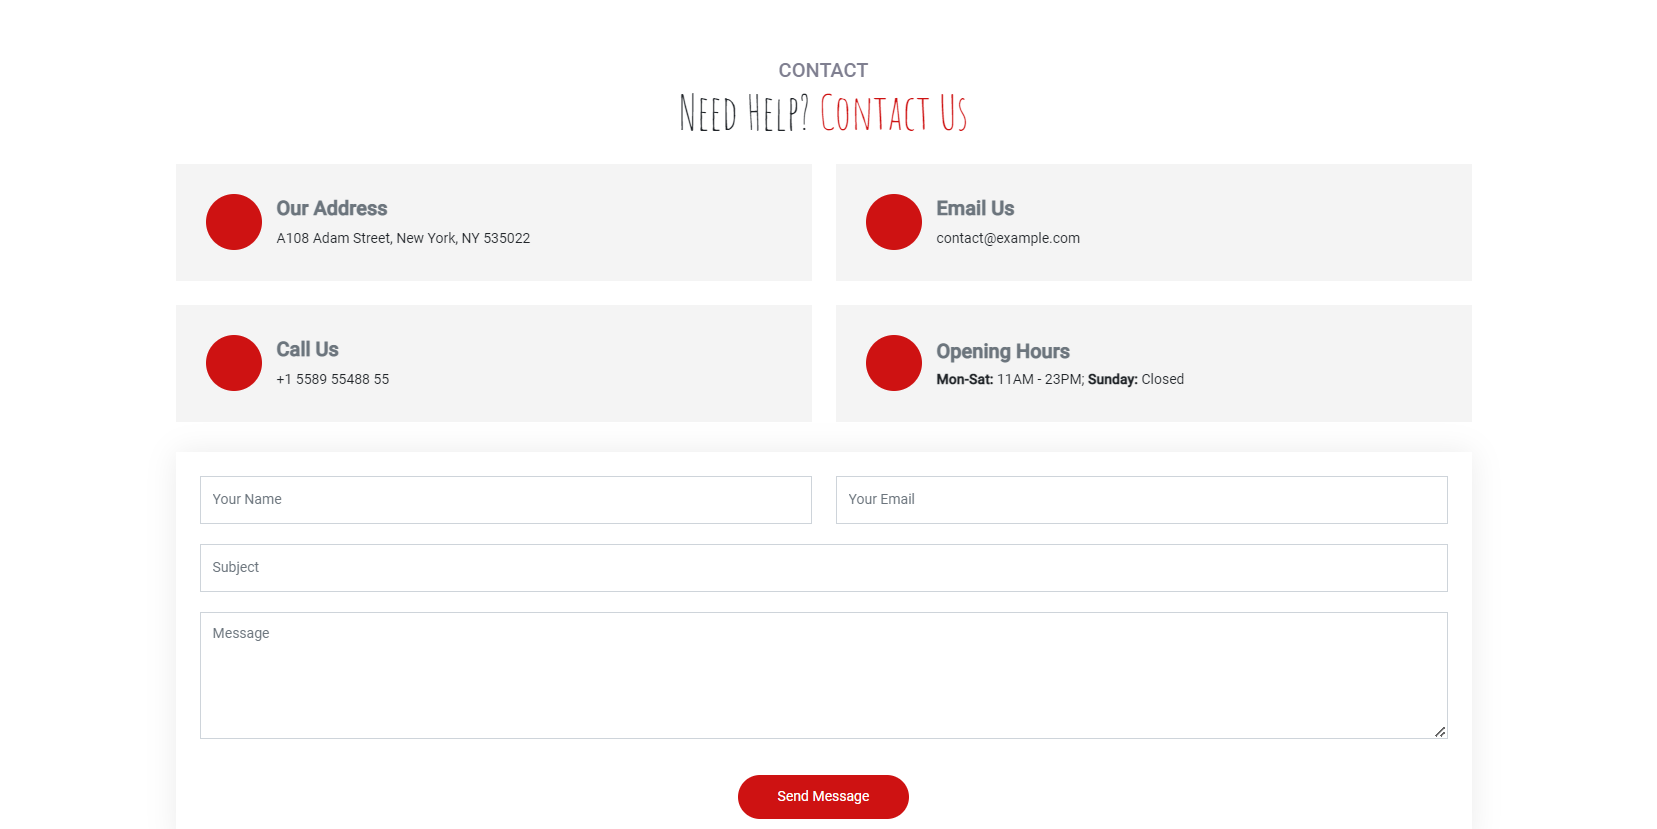 CONTACT
Need Help? Contact Us
Our Address
A108 Adam Street, New York, NY 535022
Email Us
contact@example.com
Call Us
+1 5589 55488 55
Opening Hours
Mon-Sat: 11AM - 23PM; Sunday: Closed
Your Name
Your Email
Subject
Message
Send Message